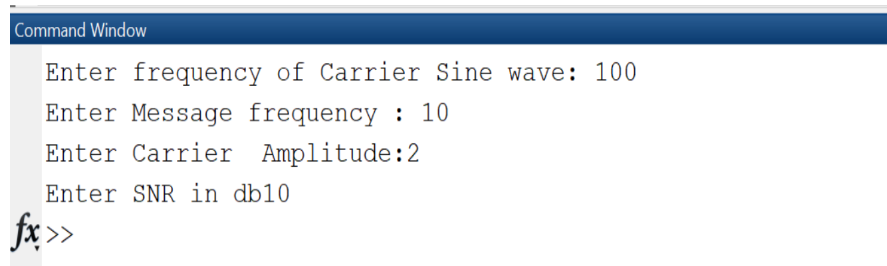 Command Window
Enter frequency of Carrier Sine wave: 100
Enter Message frequency : 10
Enter Carrier  Amplitude:2
Enter SNR in db10
fx >>